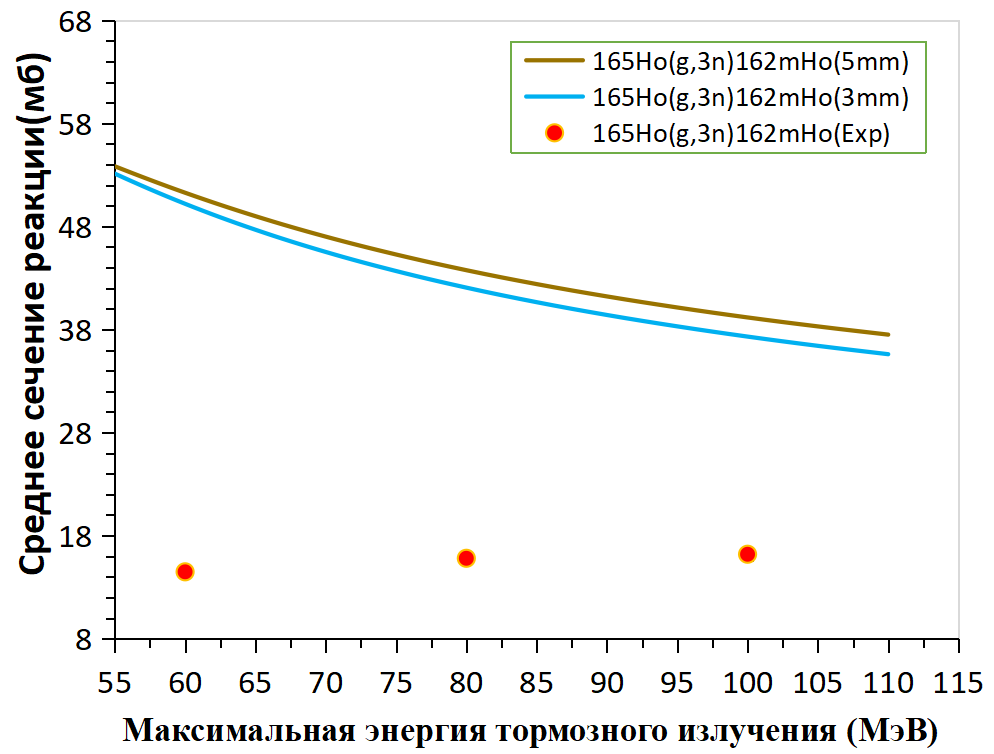 68
58
48
38
28
18
8
Среднее сечение реакции(мб)
165Ho(g,3n)162mHo(5mm)
165Ho(g,3n)162mHo(3mm)
165Ho(g,3n)162mHo(Exp)
55 60 65 70 75 80 85 90 95 100 105 110 115
Максимальная энергия тормозного излучения (МэВ)